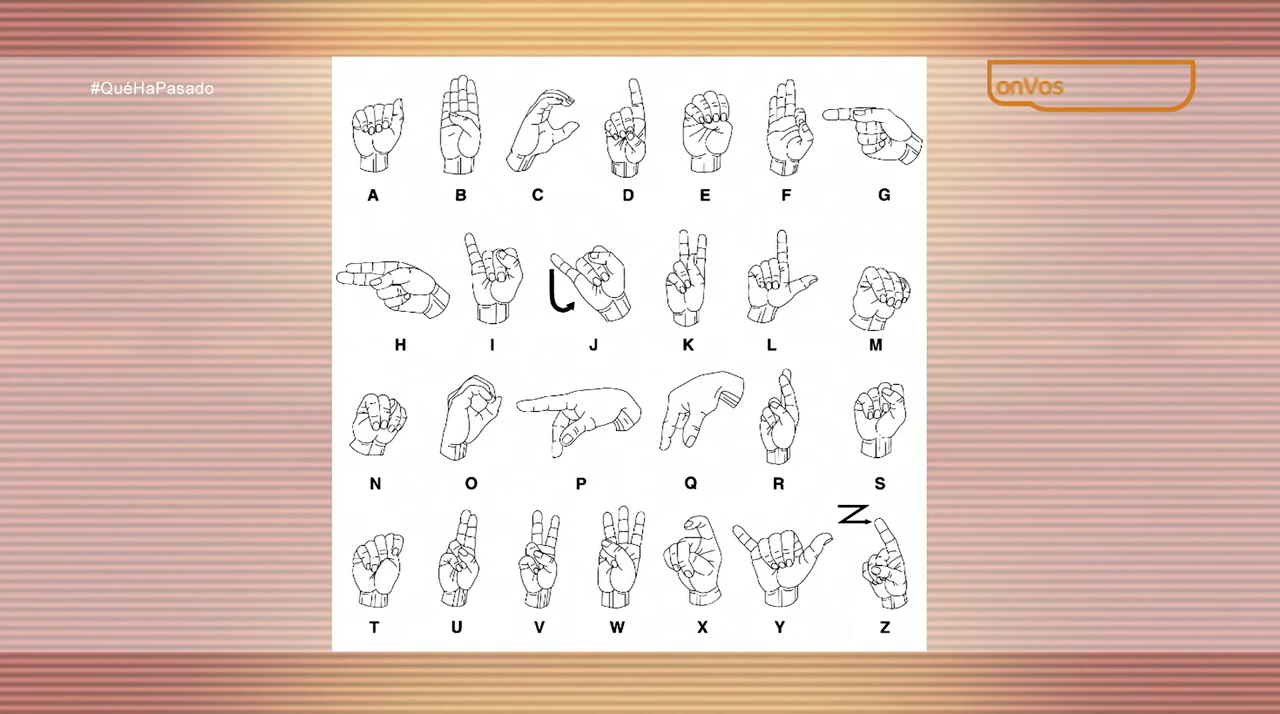 #QuéHaPasado
onVos
A B C D E F G
H I J K L M
N O P Q R S
Z
T U V W X Y Z